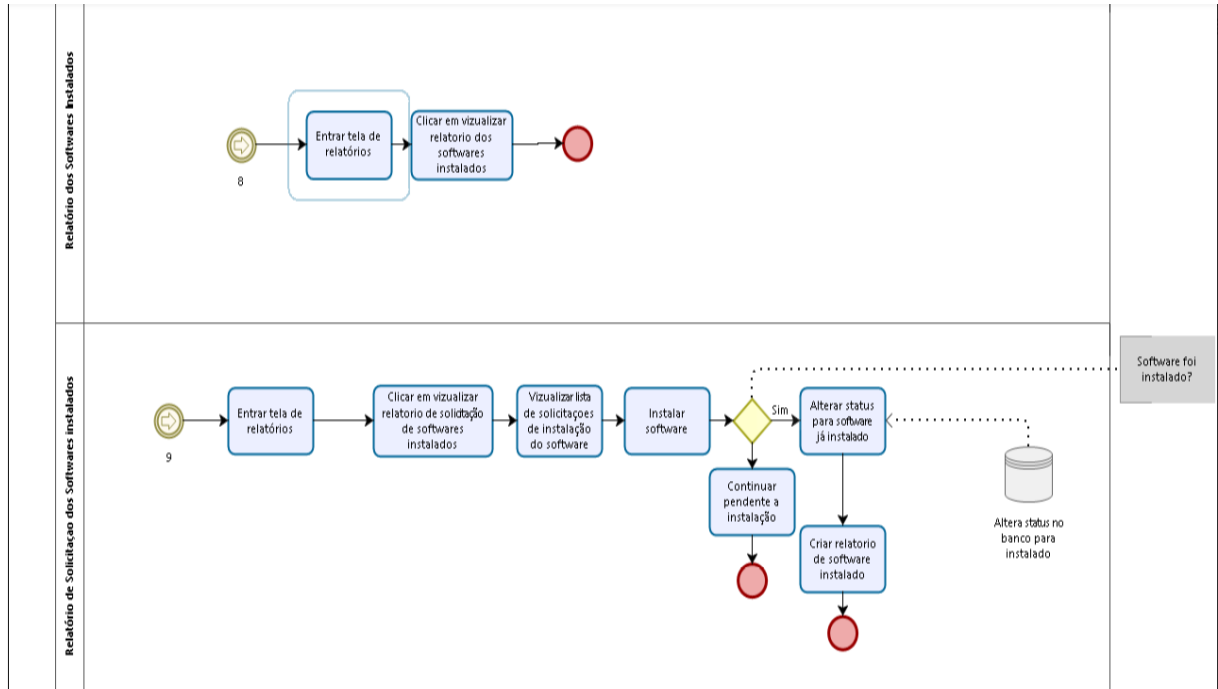 Relatório dos Softwares Instalados
8
Entrar tela de
relatórios
Clicar em vizualizar
relatorio dos
softwares
instalados
Relatório de Solicitaçao dos Softwares instalados
9
Entrar tela de
relatórios
Clicar em vizualizar
relatorio de solicitação
de softwares
instalados
Vizualizar lista
de solicitaçoes
de instalação
do software
Instalar
software
Sim
Alterar status
para software
já instalado
Continuar
pendente a
instalação
Criar relatorio
de software
instalado
Altera status no
banco para
instalado
Software foi
instalado?